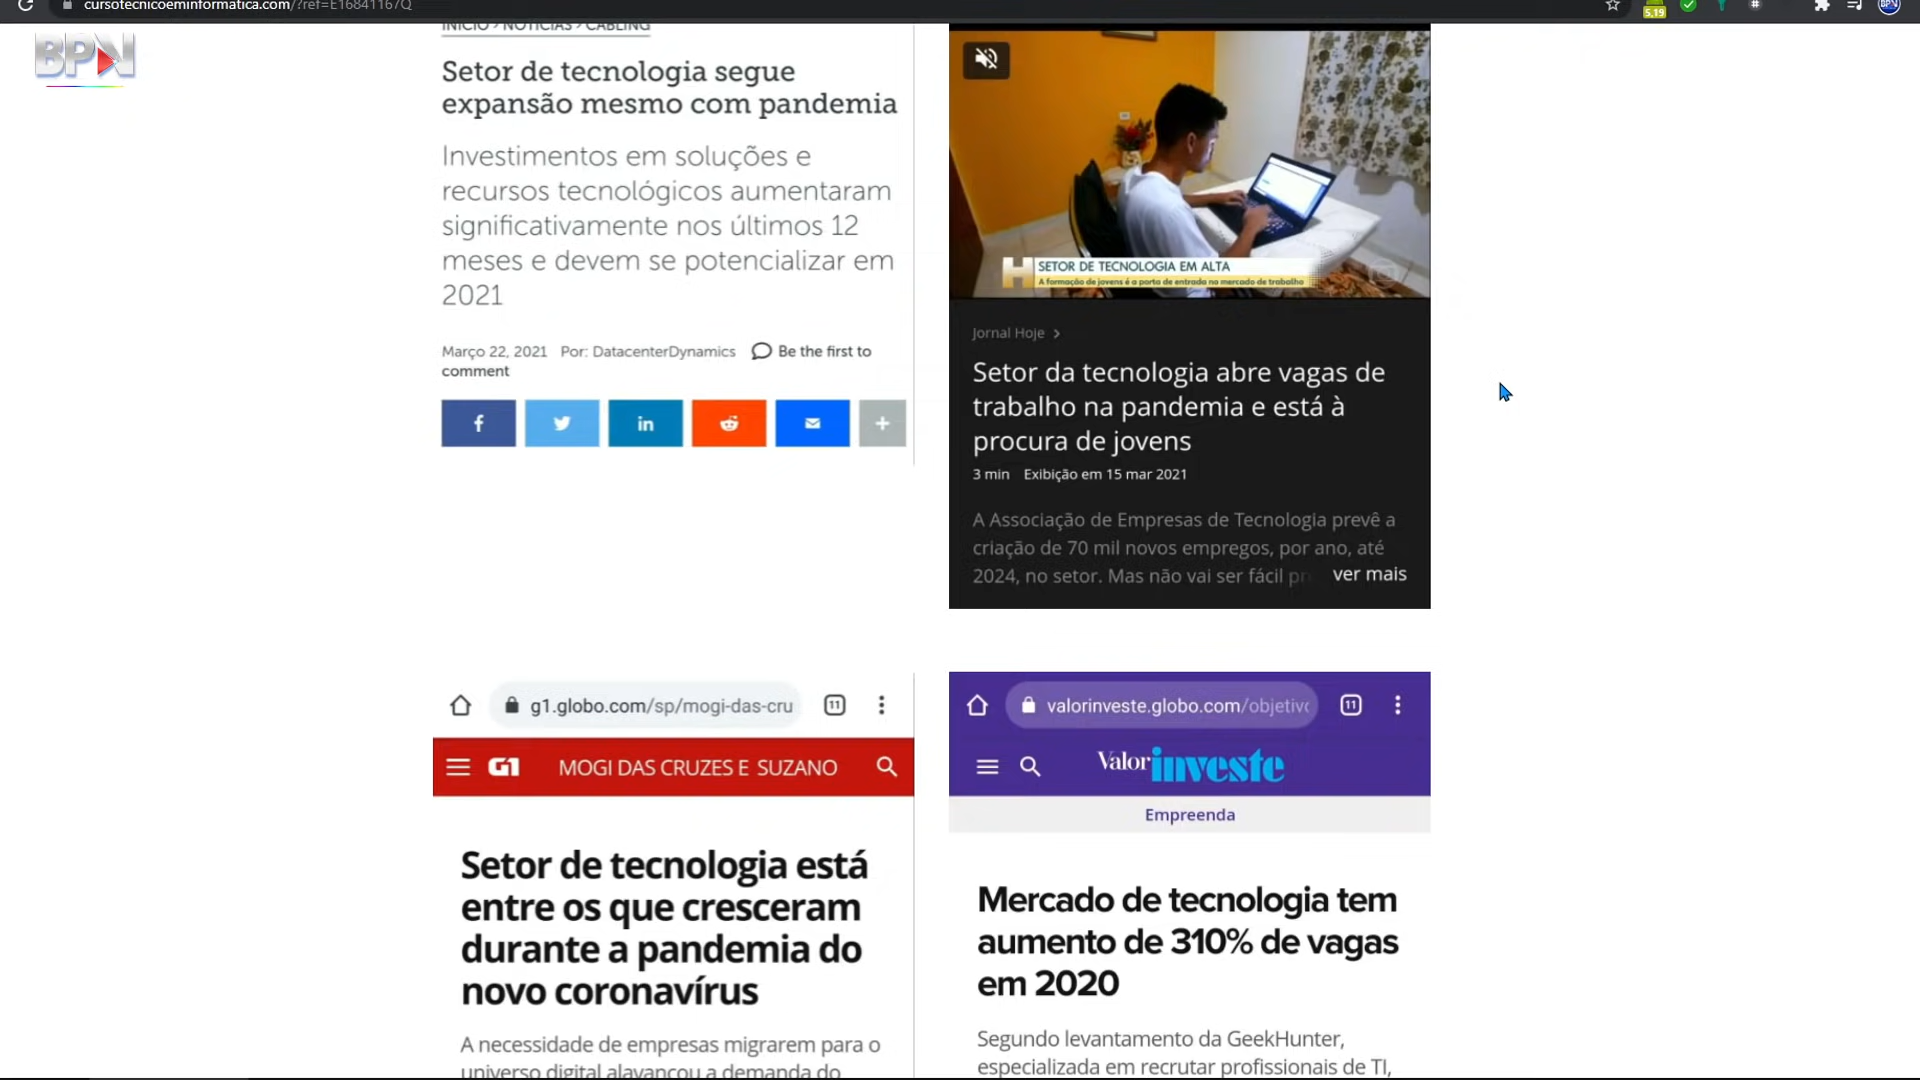 cursotecnicoeminformatica.com/?ref=E16841167Q
5,19
BPN
INÍCIO > NOTÍCIAS > CABLING
Setor de tecnologia segue
expansão mesmo com pandemia
Investimentos em soluções e
recursos tecnológicos aumentaram
significativamente nos últimos 12
meses e devem se potencializar em
2021
Março 22, 2021 Por: DatacenterDynamics Be the first to
comment
SETOR DE TECNOLOGIA EM ALTA
A formação de jovens é a porta de entrada no mercado de trabalho
Jornal Hoje >
Setor da tecnologia abre vagas de
trabalho na pandemia e está à
procura de jovens
3 min Exibição em 15 mar 2021
A Associação de Empresas de Tecnologia prevê a
criação de 70 mil novos empregos, por ano, até
2024, no setor. Mas não vai ser fácil pr ver mais
g1.globo.com/sp/mogi-das-cru 11
G1 MOGI DAS CRUZES E SUZANO
Setor de tecnologia está
entre os que cresceram
durante a pandemia do
novo coronavírus
A necessidade de empresas migrarem para o
universo digital alavancou a demanda do
valorinveste.globo.com/objetivo 11
Valor investe
Empreenda
Mercado de tecnologia tem
aumento de 310% de vagas
em 2020
Segundo levantamento da GeekHunter,
especializada em recrutar profissionais de TI,